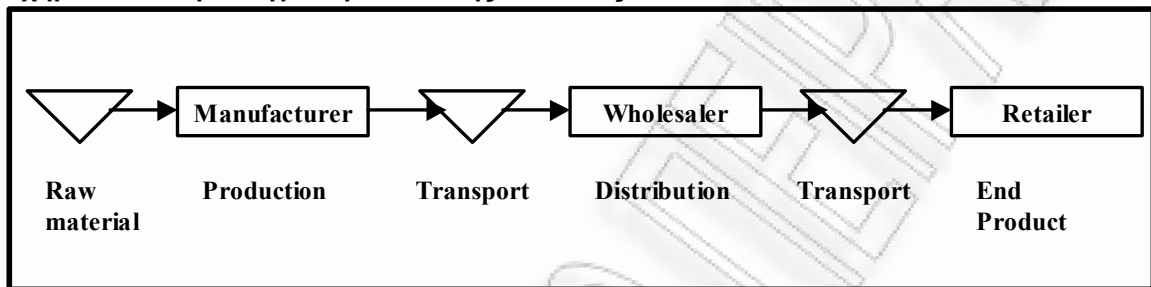 Manufacturer
Wholesaler
Retailer
Raw
material
Production
Transport
Distribution
Transport
End
Product